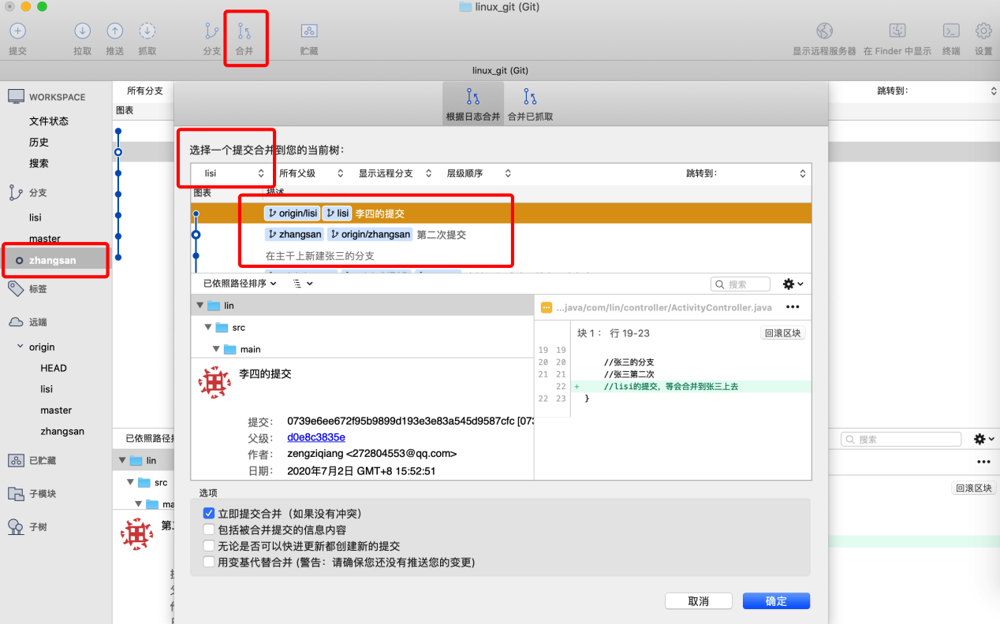 linux_git (Git)
提交 拉取 推送 抓取 分支 合并 贮藏 显示远程服务器 在 Finder 中显示 终端 设置
linux_git (Git)
WORKSPACE
文件状态
历史
搜索
分支
lisi
master
zhangsan
标签
远端
origin
HEAD
lisi
master
zhangsan
已贮藏
子模块
子树
所有分支
跳转到:
图表
根据日志合并 合并已抓取
选择一个提交合并到您的当前树:
lisi 所有父级 显示远程分支 层级顺序 跳转到:
图表 描述
origin/lisi lisi 李四的提交
zhangsan origin/zhangsan 第二次提交
在主干上新建张三的分支
已依照路径排序 搜索
lin
src
main
...java/com/lin/controller/ActivityController.java
块 1: 行 19-23 回滚区块
19 19
20 20 //张三的分支
21 21 //张三第二次
22 + //lisi的提交，等会合并到张三上去
22 23 }
李四的提交
提交: 0739e6ee672f95b9899d193e3e83a545d9587cfc [073
父级: d0e8c3835e
作者: zengziqiang <272804553@qq.com>
日期: 2020年7月2日 GMT+8 15:52:51
选项
立即提交合并（如果没有冲突）
包括被合并提交的信息内容
无论是否可以快进更新都创建新的提交
用变基代替合并 (警告：请确保您还没有推送您的变更)
取消 确定
已依照路径
搜索
lin
src
ma
第
回滚区块